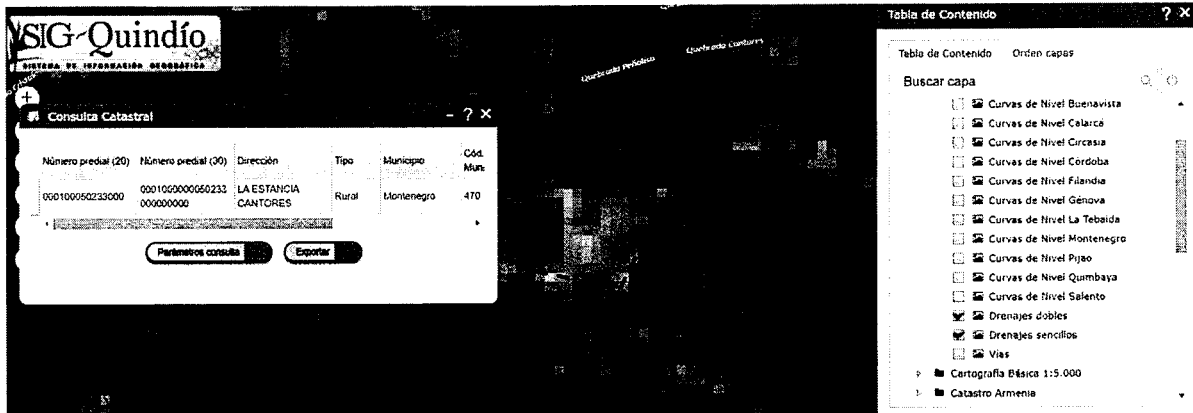 SIG-Quindío
SISTEMA DE INFORMACIÓN GEOGRÁFICA
Quebrada Peñoles
Quebrada Cantores
Consulta Catastral
Número predial (20) Número predial (30) Dirección Tipo Municipio Cód. Mun:
000100050233000 0001000000050233 000000000 LA ESTANCIA CANTORES Rural Montenegro 470
Parámetros consulta Exportar
Tabla de Contenido
Tabla de Contenido Orden capas
Buscar capa
Curvas de Nivel Buenavista
Curvas de Nivel Calarcá
Curvas de Nivel Circasia
Curvas de Nivel Córdoba
Curvas de Nivel Filandia
Curvas de Nivel Génova
Curvas de Nivel La Tebaida
Curvas de Nivel Montenegro
Curvas de Nivel Pijao
Curvas de Nivel Quimbaya
Curvas de Nivel Salento
Drenajes dobles
Drenajes sencillos
Vías
Cartografía Básica 1:5.000
Catastro Armenia